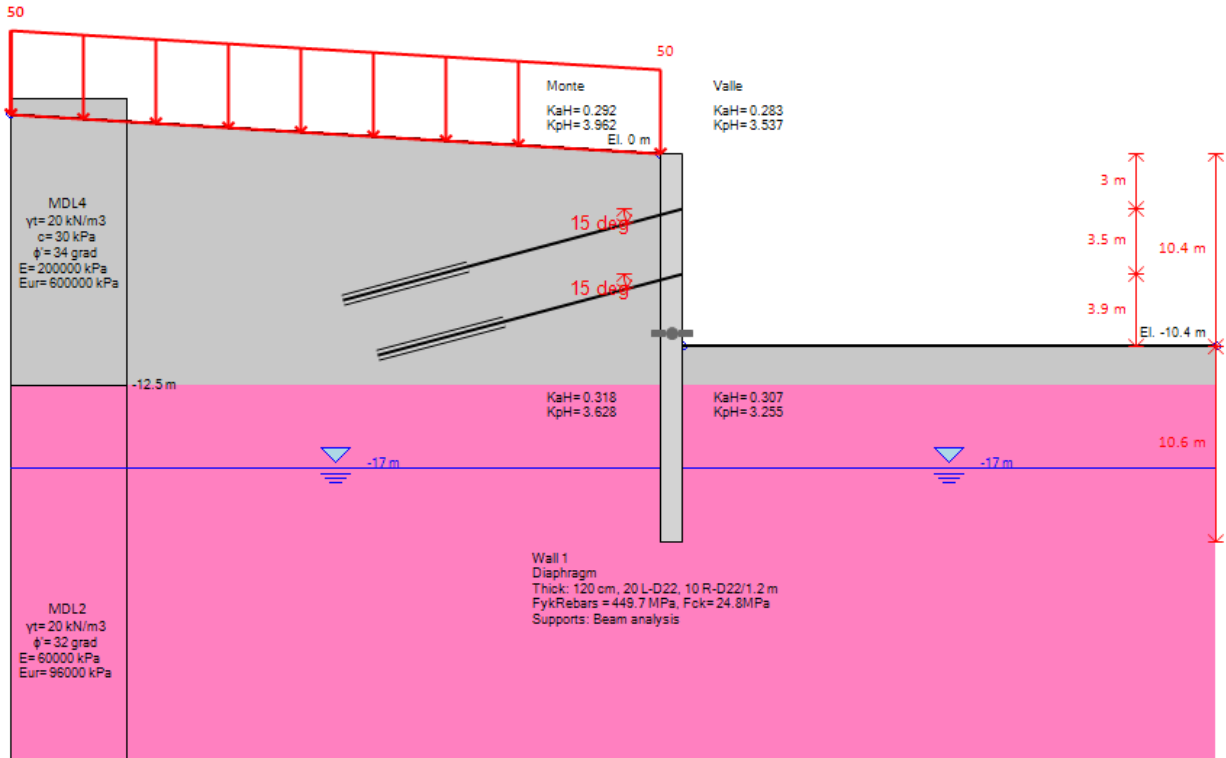 50
50
Monte
KaH= 0.292
KpH= 3.962
Valle
KaH= 0.283
KpH= 3.537
El. 0 m
3 m
15 deg
3.5 m
10.4 m
MDL4
γt= 20 kN/m3
c= 30 kPa
ϕ'= 34 grad
E= 200000 kPa
Eur= 600000 kPa
15 deg
3.9 m
El. -10.4 m
-12.5 m
KaH= 0.318
KpH= 3.628
KaH= 0.307
KpH= 3.255
10.6 m
-17 m
-17 m
Wall 1
Diaphragm
Thick: 120 cm, 20 L-D22, 10 R-D22/1.2 m
FykRebars = 449.7 MPa, Fck= 24.8MPa
Supports: Beam analysis
MDL2
γt= 20 kN/m3
ϕ'= 32 grad
E= 60000 kPa
Eur= 96000 kPa